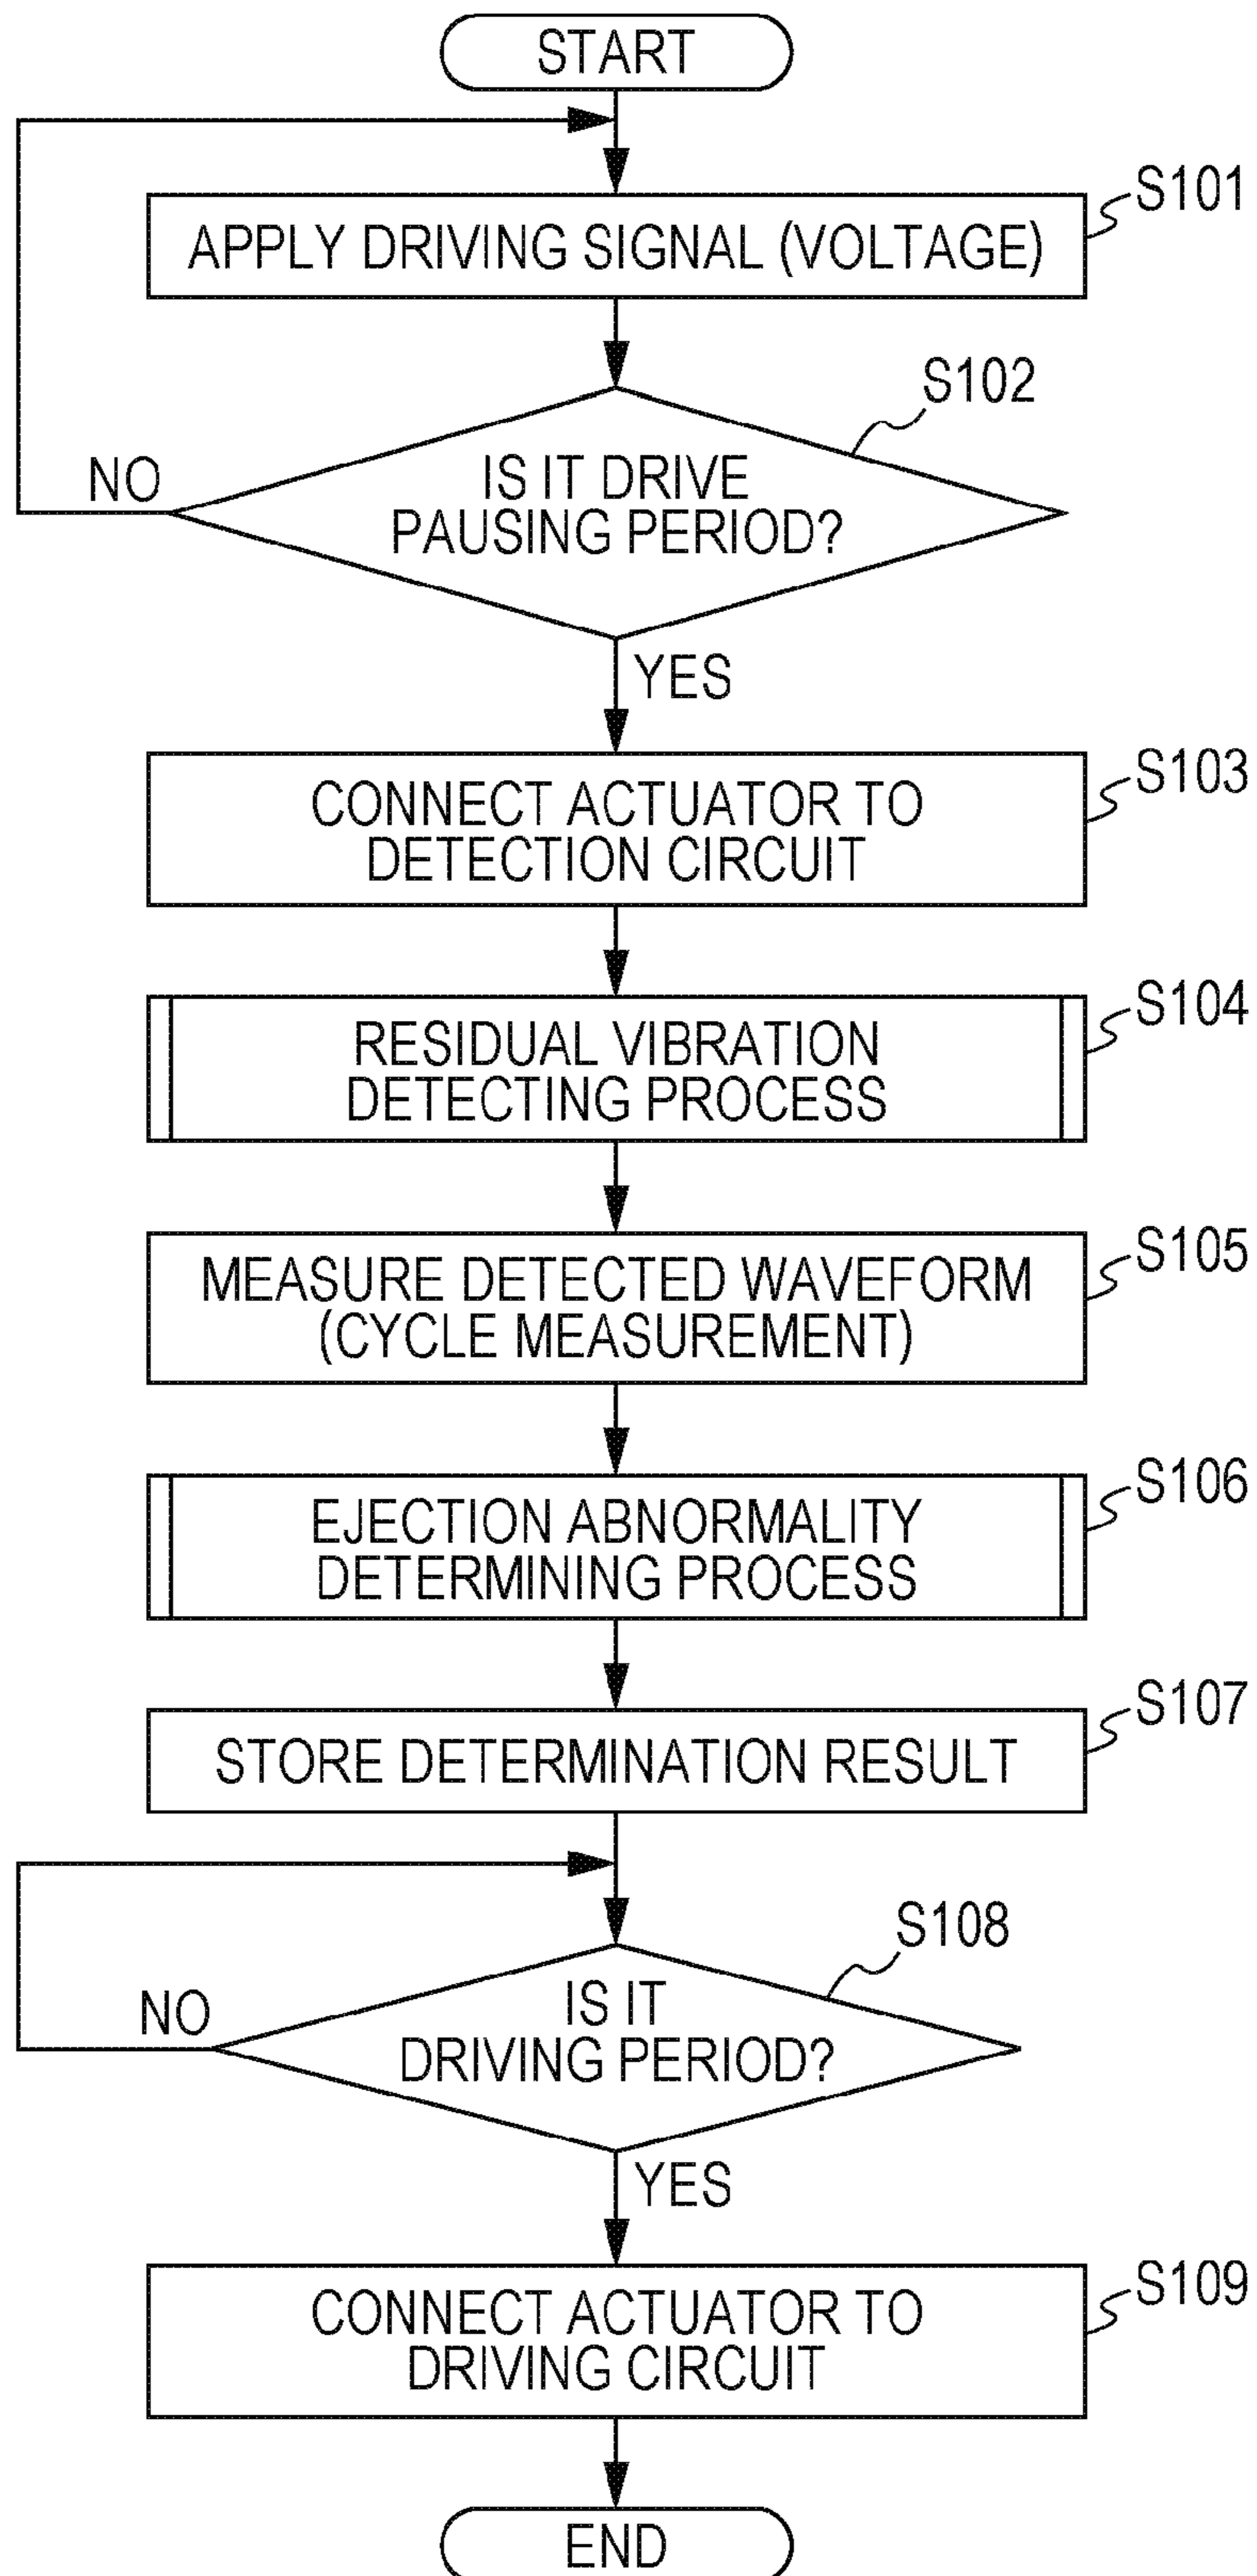 START
S101
APPLY DRIVING SIGNAL (VOLTAGE)
S102
IS IT DRIVE
PAUSING PERIOD?
NO
YES
S103
CONNECT ACTUATOR TO
DETECTION CIRCUIT
S104
RESIDUAL VIBRATION
DETECTING PROCESS
S105
MEASURE DETECTED WAVEFORM
(CYCLE MEASUREMENT)
S106
EJECTION ABNORMALITY
DETERMINING PROCESS
S107
STORE DETERMINATION RESULT
S108
IS IT
DRIVING PERIOD?
NO
YES
S109
CONNECT ACTUATOR TO
DRIVING CIRCUIT
END